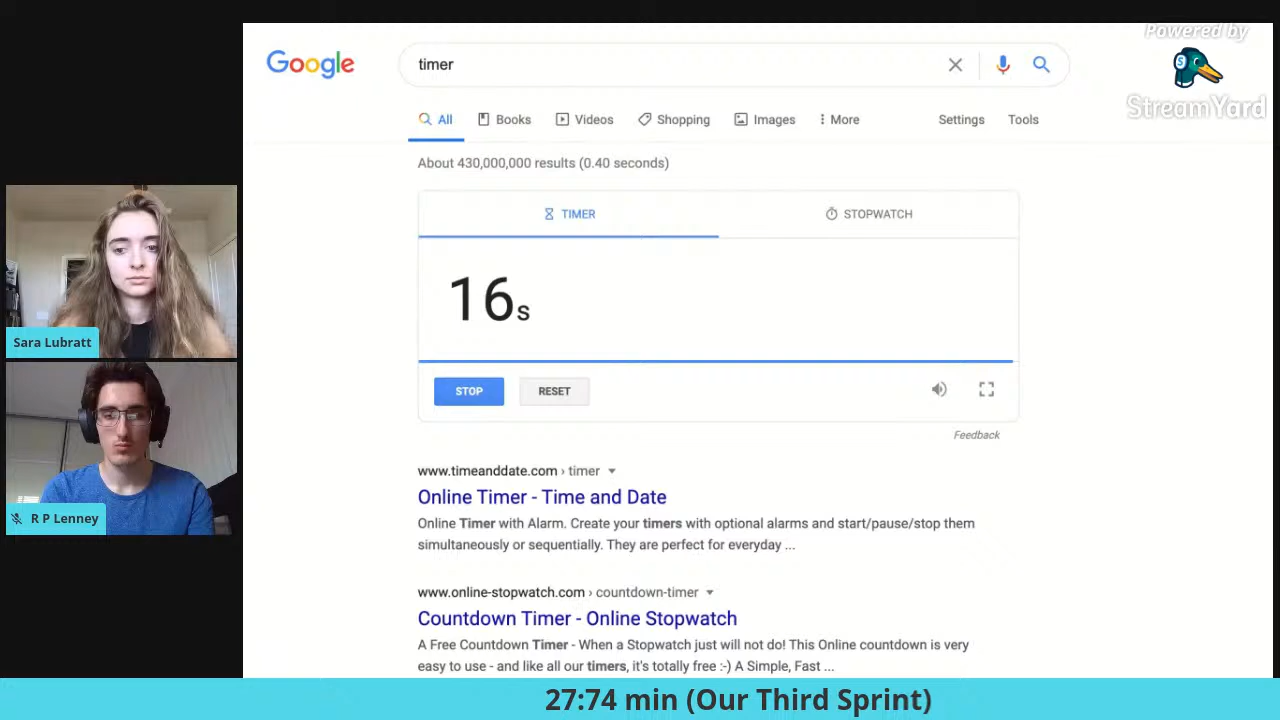 Powered by
StreamYard
Google
timer
All
Books
Videos
Shopping
Images
More
Settings
Tools
About 430,000,000 results (0.40 seconds)
TIMER
STOPWATCH
16s
STOP
RESET
Feedback
www.timeanddate.com › timer
Online Timer - Time and Date
Online Timer with Alarm. Create your timers with optional alarms and start/pause/stop them
simultaneously or sequentially. They are perfect for everyday ...
www.online-stopwatch.com › countdown-timer
Countdown Timer - Online Stopwatch
A Free Countdown Timer - When a Stopwatch just will not do! This Online countdown is very
easy to use - and like all our timers, it's totally free :-) A Simple, Fast ...
Sara Lubratt
R P Lenney
27:74 min (Our Third Sprint)